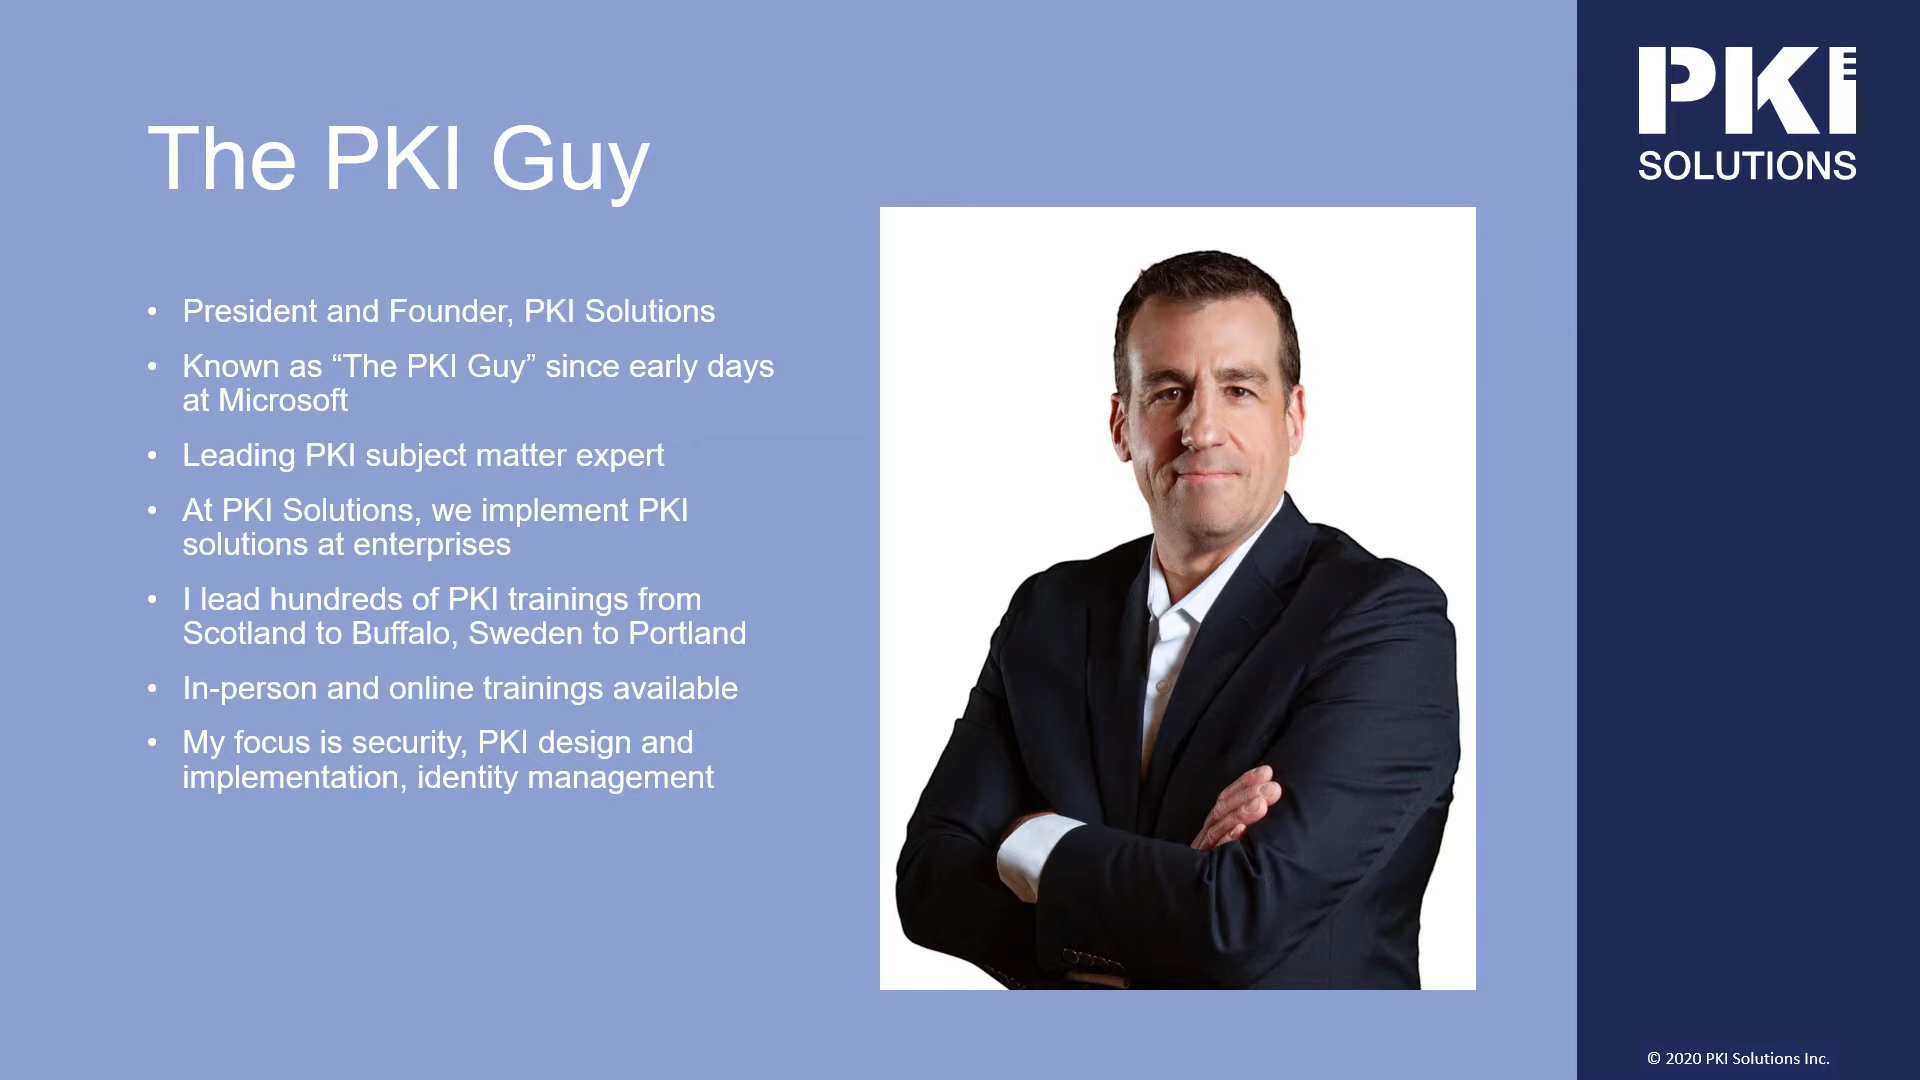 The PKI Guy
• President and Founder, PKI Solutions
• Known as “The PKI Guy” since early days
at Microsoft
• Leading PKI subject matter expert
• At PKI Solutions, we implement PKI
solutions at enterprises
• I lead hundreds of PKI trainings from
Scotland to Buffalo, Sweden to Portland
• In-person and online trainings available
• My focus is security, PKI design and
implementation, identity management
PKI
SOLUTIONS
© 2020 PKI Solutions Inc.